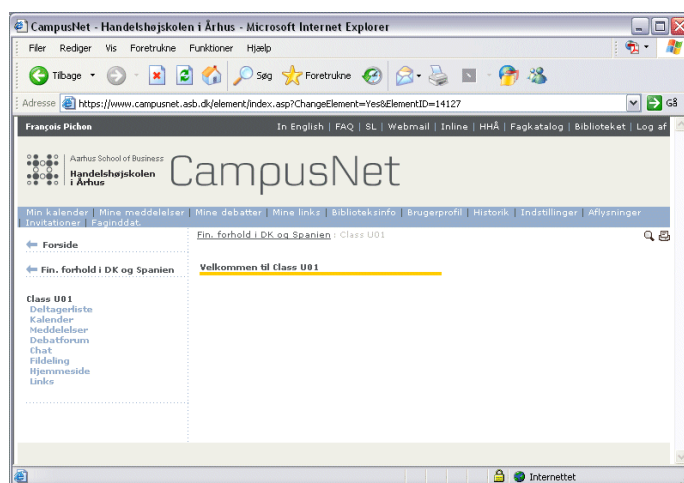 CampusNet - Handelshøjskolen i Århus - Microsoft Internet Explorer
Filer Rediger Vis Foretrukne Funktioner Hjælp
Tilbage Søg Foretrukne
Adresse https://www.campusnet.asb.dk/element/index.asp?ChangeElement=Yes&ElementID=14127 Gå
François Pichon In English | FAQ | SL | Webmail | Inline | HHÅ | Fagkatalog | Biblioteket | Log af
Aarhus School of Business
Handelshøjskolen
i Århus
CampusNet
Min kalender | Mine meddelelser | Mine debatter | Mine links | Biblioteksinfo | Brugerprofil | Historik | Indstillinger | Aflysninger
| Invitationer | Faginddat.
Fin. forhold i DK og Spanien : Class U01
Forside
Fin. forhold i DK og Spanien
Velkommen til Class U01
Class U01
Deltagerliste
Kalender
Meddelelser
Debatforum
Chat
Fildeling
Hjemmeside
Links
Internettet